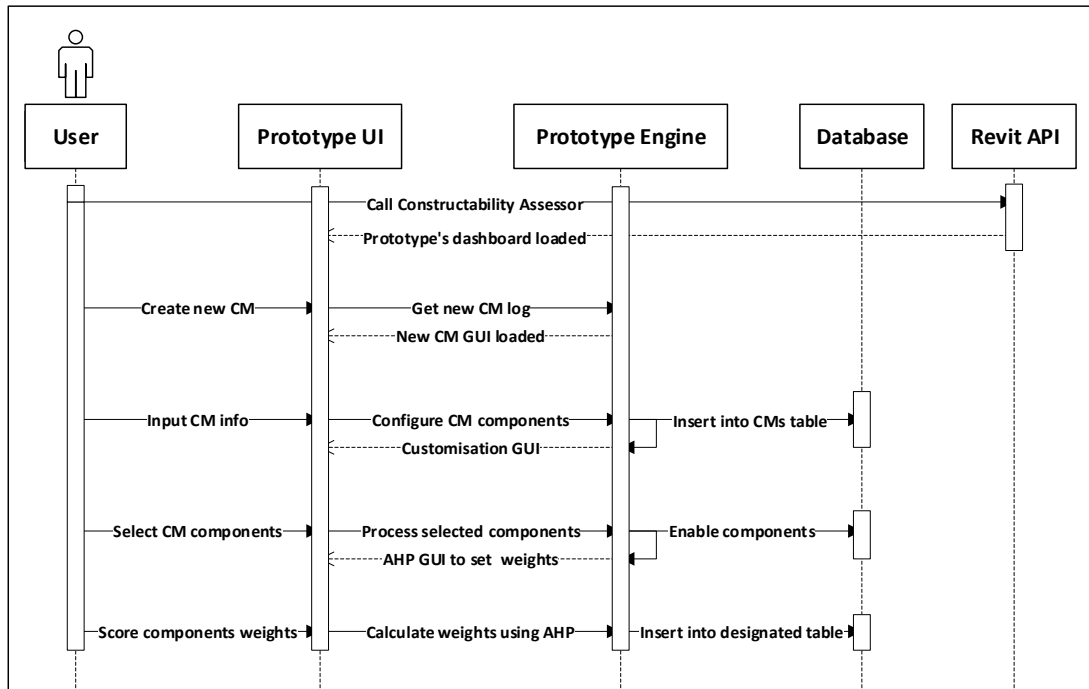 User
Prototype UI
Prototype Engine
Database
Revit API
Call Constructability Assessor
Prototype's dashboard loaded
Create new CM
Get new CM log
New CM GUI loaded
Input CM info
Configure CM components
Insert into CMs table
Customisation GUI
Select CM components
Process selected components
Enable components
AHP GUI to set weights
Score components weights
Calculate weights using AHP
Insert into designated table